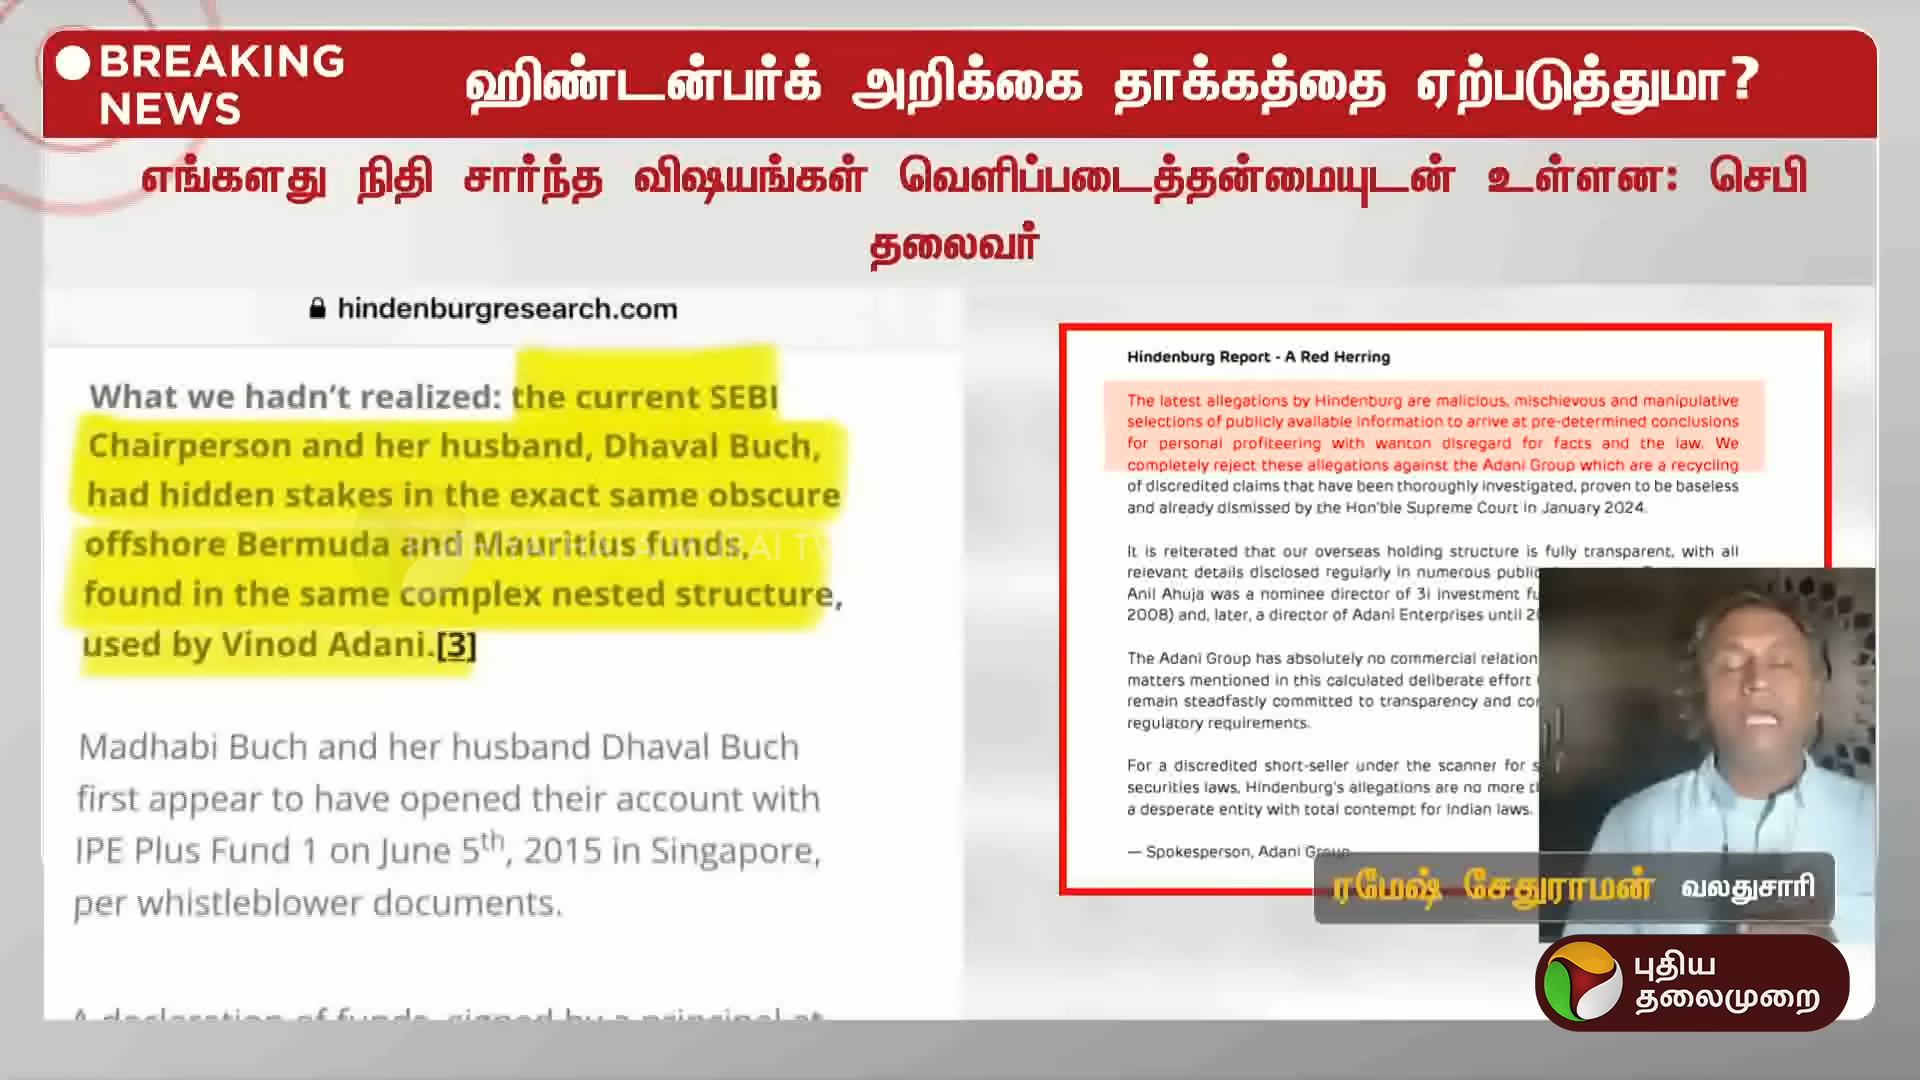 BREAKING
NEWS
ஹிண்டன்பர்க் அறிக்கை தாக்கத்தை ஏற்படுத்துமா?
எங்களது நிதி சார்ந்த விஷயங்கள் வெளிப்படைத்தன்மையுடன் உள்ளன: செபி
தலைவர்
hindenburgresearch.com
What we hadn't realized: the current SEBI
Chairperson and her husband, Dhaval Buch,
had hidden stakes in the exact same obscure
offshore Bermuda and Mauritius funds,
found in the same complex nested structure,
used by Vinod Adani.[3]
Madhabi Buch and her husband Dhaval Buch
first appear to have opened their account with
IPE Plus Fund 1 on June 5th, 2015 in Singapore,
per whistleblower documents.
A declaration of funds, signed by a principal at
Hindenburg Report - A Red Herring
The latest allegations by Hindenburg are malicious, mischievous and manipulative
selections of publicly available information to arrive at pre-determined conclusions
for personal profiteering with wanton disregard for facts and the law. We
completely reject these allegations against the Adani Group which are a recycling
of discredited claims that have been thoroughly investigated, proven to be baseless
and already dismissed by the Hon'ble Supreme Court in January 2024.
It is reiterated that our overseas holding structure is fully transparent, with all
relevant details disclosed regularly in numerous public
Anil Ahuja was a nominee director of 3i investment
2008) and, later, a director of Adani Enterprises until
The Adani Group has absolutely no commercial
matters mentioned in this calculated deliberate effort
remain steadfastly committed to transparency and
regulatory requirements.
For a discredited short-seller under the scanner for
securities laws, Hindenburg's allegations are no more
a desperate entity with total contempt for Indian laws.
— Spokesperson, Adani Group
ரமேஷ் சேதுராமன் வலதுசாரி
புதிய
தலைமுறை